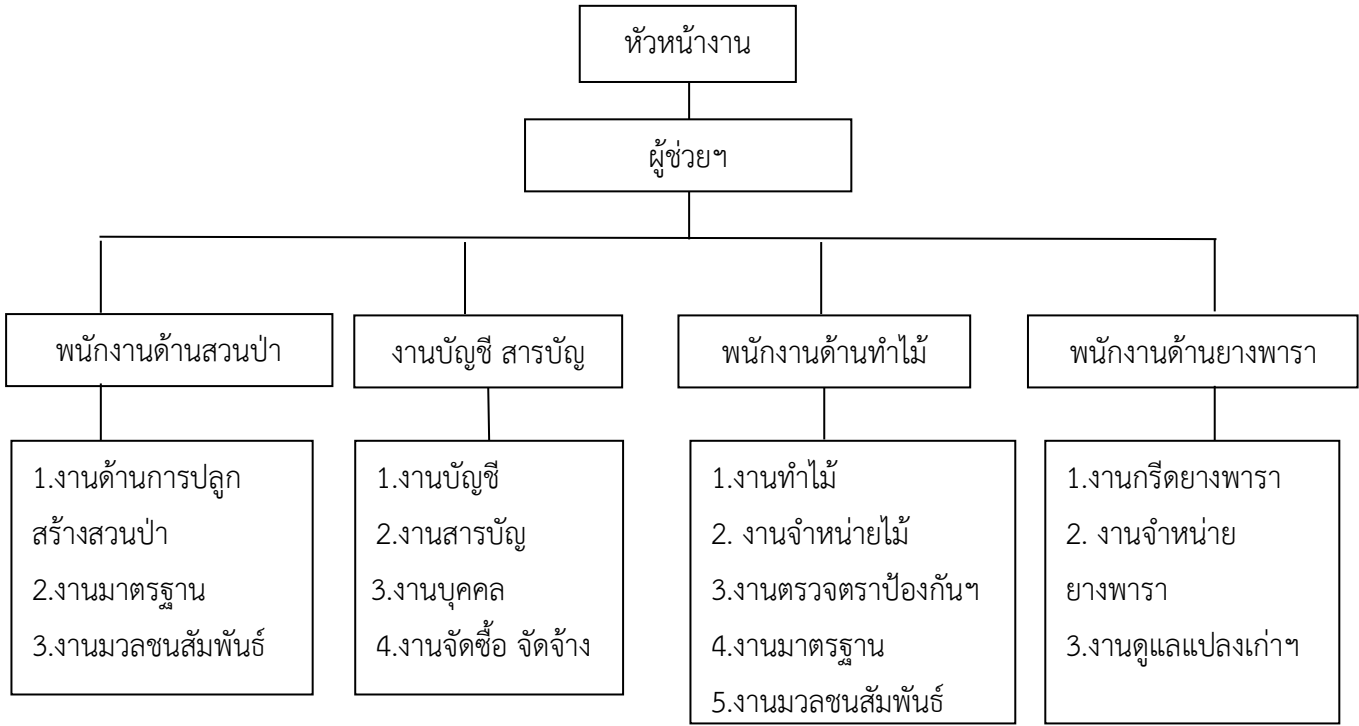 หัวหน้างาน
ผู้ช่วยฯ
พนักงานด้านสวนป่า
งานบัญชี สารบัญ
พนักงานด้านทำไม้
พนักงานด้านยางพารา
1.งานด้านการปลูก
สร้างสวนป่า
2.งานมาตรฐาน
3.งานมวลชนสัมพันธ์
1.งานบัญชี
2.งานสารบัญ
3.งานบุคคล
4.งานจัดซื้อ จัดจ้าง
1.งานทำไม้
2. งานจำหน่ายไม้
3.งานตรวจตราป้องกันฯ
4.งานมาตรฐาน
5.งานมวลชนสัมพันธ์
1.งานกรีดยางพารา
2. งานจำหน่าย
ยางพารา
3.งานดูแลแปลงเก่าฯ